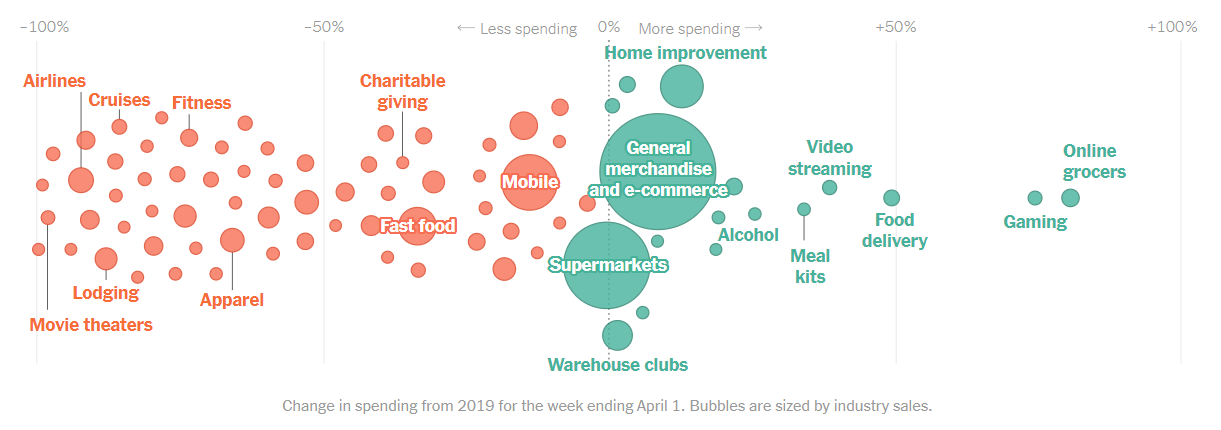 −100%
−50%
← Less spending
0%
More spending →
+50%
+100%
Home improvement
Airlines
Cruises
Fitness
Charitable
giving
General
merchandise
and e-commerce
Video
streaming
Online
grocers
Mobile
Fast food
Alcohol
Food
delivery
Gaming
Meal
kits
Supermarkets
Lodging
Apparel
Movie theaters
Warehouse clubs
Change in spending from 2019 for the week ending April 1. Bubbles are sized by industry sales.